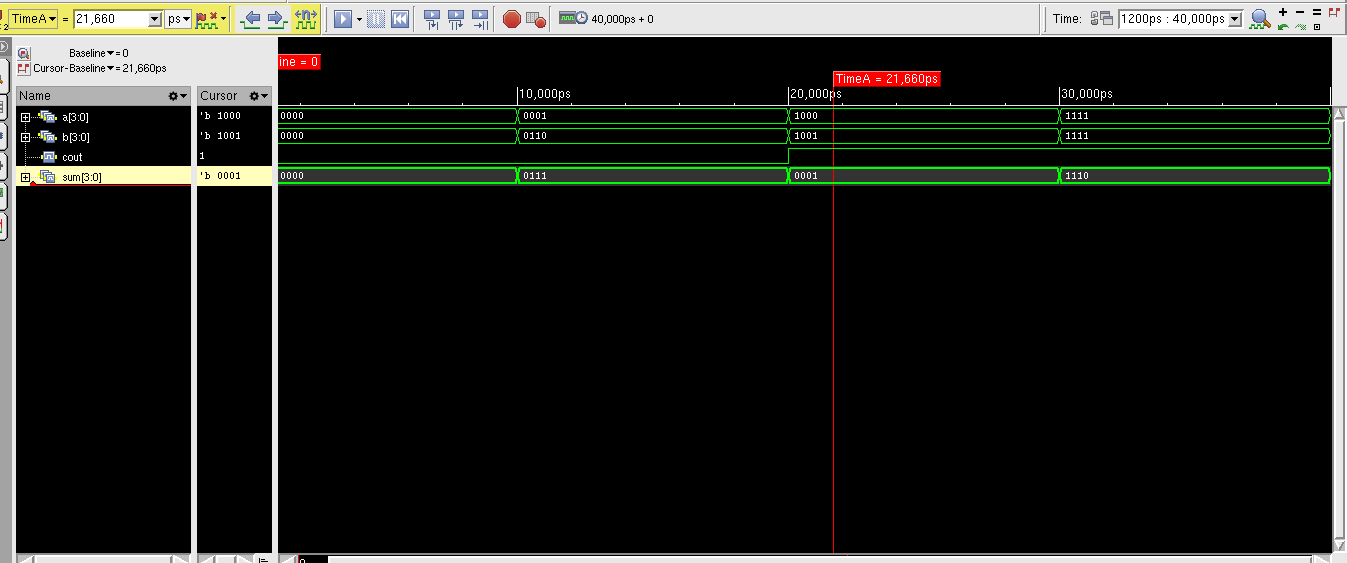 TimeA = 21,660 ps 40,000ps + 0 Time: 1200ps : 40,000ps
2
Baseline = 0
Cursor-Baseline = 21,660ps
ine = 0
TimeA = 21,660ps
Name Cursor 10,000ps 20,000ps 30,000ps
a[3:0] 'b 1000 0000 0001 1000 1111
b[3:0] 'b 1001 0000 0110 1001 1111
cout 1
sum[3:0] 'b 0001 0000 0111 0001 1110